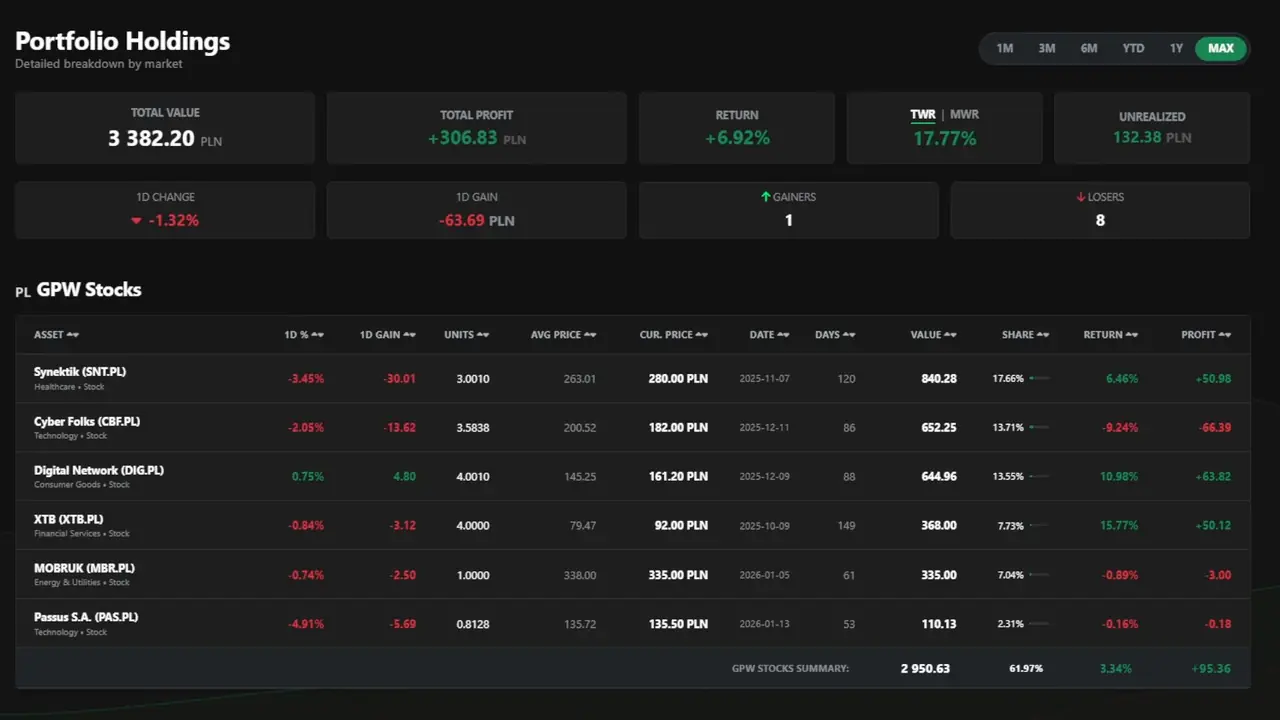 Portfolio Holdings
Detailed breakdown by market
1M 3M 6M YTD 1Y MAX
TOTAL VALUE
3 382.20 PLN
TOTAL PROFIT
+306.83 PLN
RETURN
+6.92%
TWR | MWR
17.77%
UNREALIZED
132.38 PLN
1D CHANGE
-1.32%
1D GAIN
-63.69 PLN
GAINERS
1
LOSERS
8
PL GPW Stocks
ASSET 1D % 1D GAIN UNITS AVG PRICE CUR. PRICE DATE DAYS VALUE SHARE RETURN PROFIT
Synektik (SNT.PL) -3.45% -30.01 3.0010 263.01 280.00 PLN 2025-11-07 120 840.28 17.66% 6.46% +50.98
Healthcare • Stock
Cyber Folks (CBF.PL) -2.05% -13.62 3.5838 200.52 182.00 PLN 2025-12-11 86 652.25 13.71% -9.24% -66.39
Technology • Stock
Digital Network (DIG.PL) 0.75% 4.80 4.0010 145.25 161.20 PLN 2025-12-09 88 644.96 13.55% 10.98% +63.82
Consumer Goods • Stock
XTB (XTB.PL) -0.84% -3.12 4.0000 79.47 92.00 PLN 2025-10-09 149 368.00 7.73% 15.77% +50.12
Financial Services • Stock
MOBRUK (MBR.PL) -0.74% -2.50 1.0000 338.00 335.00 PLN 2026-01-05 61 335.00 7.04% -0.89% -3.00
Energy & Utilities • Stock
Passus S.A. (PAS.PL) -4.91% -5.69 0.8128 135.72 135.50 PLN 2026-01-13 53 110.13 2.31% -0.16% -0.18
Technology • Stock
GPW STOCKS SUMMARY: 2 950.63 61.97% 3.34% +95.36